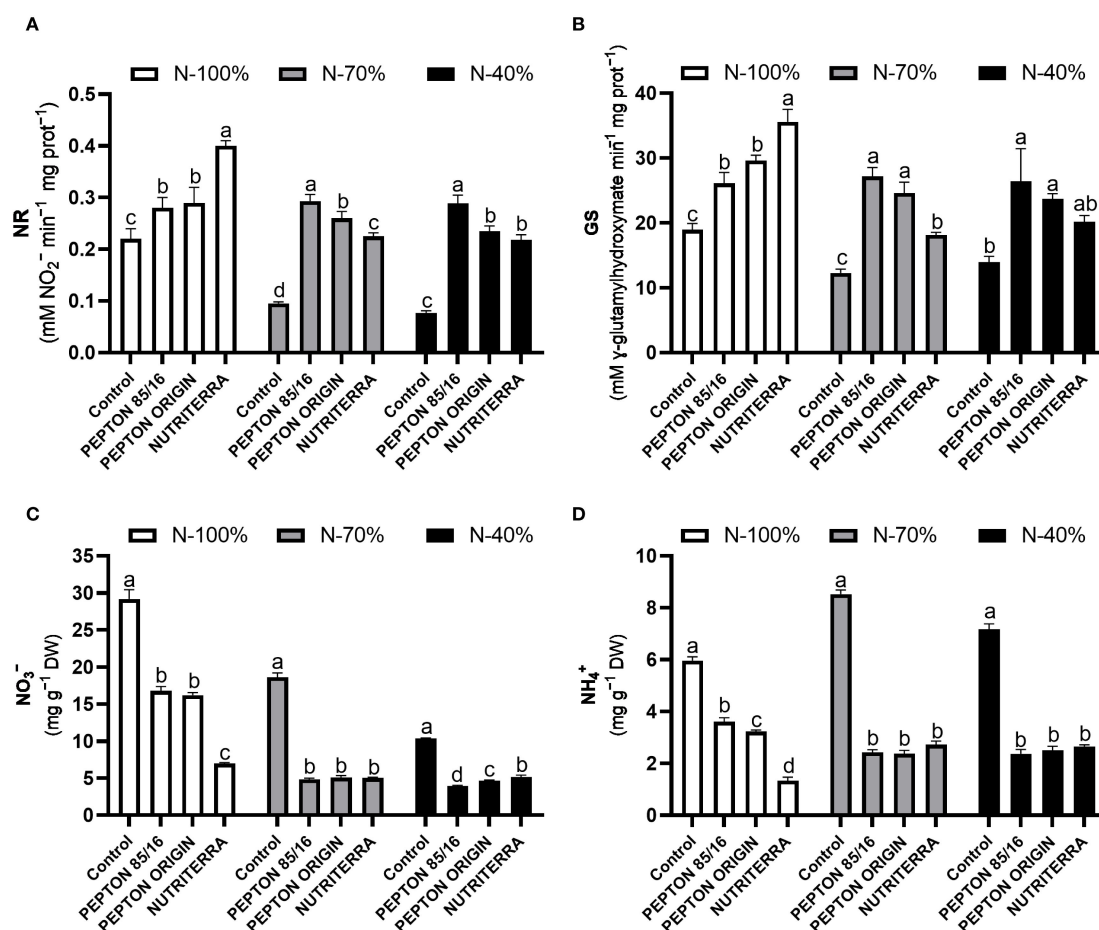 A
N-100% N-70% N-40%
NR
(mM NO₂⁻ min⁻¹ mg prot⁻¹)
0.5
0.4
0.3
0.2
0.1
0.0
c b b a d a b c c a b b
Control PEPTON 85/16 PEPTON ORIGIN NUTRITERRA Control PEPTON 85/16 PEPTON ORIGIN NUTRITERRA Control PEPTON 85/16 PEPTON ORIGIN NUTRITERRA
B
N-100% N-70% N-40%
GS
(mM γ-glutamylhydroxymate min⁻¹ mg prot⁻¹)
40
30
20
10
0
c b b a c a a b b a a ab
Control PEPTON 85/16 PEPTON ORIGIN NUTRITERRA Control PEPTON 85/16 PEPTON ORIGIN NUTRITERRA Control PEPTON 85/16 PEPTON ORIGIN NUTRITERRA
C
N-100% N-70% N-40%
NO₃⁻
(mg g⁻¹ DW)
35
30
25
20
15
10
5
0
a b b c a b b b a d c b
Control PEPTON 85/16 PEPTON ORIGIN NUTRITERRA Control PEPTON 85/16 PEPTON ORIGIN NUTRITERRA Control PEPTON 85/16 PEPTON ORIGIN NUTRITERRA
D
N-100% N-70% N-40%
NH₄⁺
(mg g⁻¹ DW)
10
8
6
4
2
0
a b c d a b b b a b b b
Control PEPTON 85/16 PEPTON ORIGIN NUTRITERRA Control PEPTON 85/16 PEPTON ORIGIN NUTRITERRA Control PEPTON 85/16 PEPTON ORIGIN NUTRITERRA